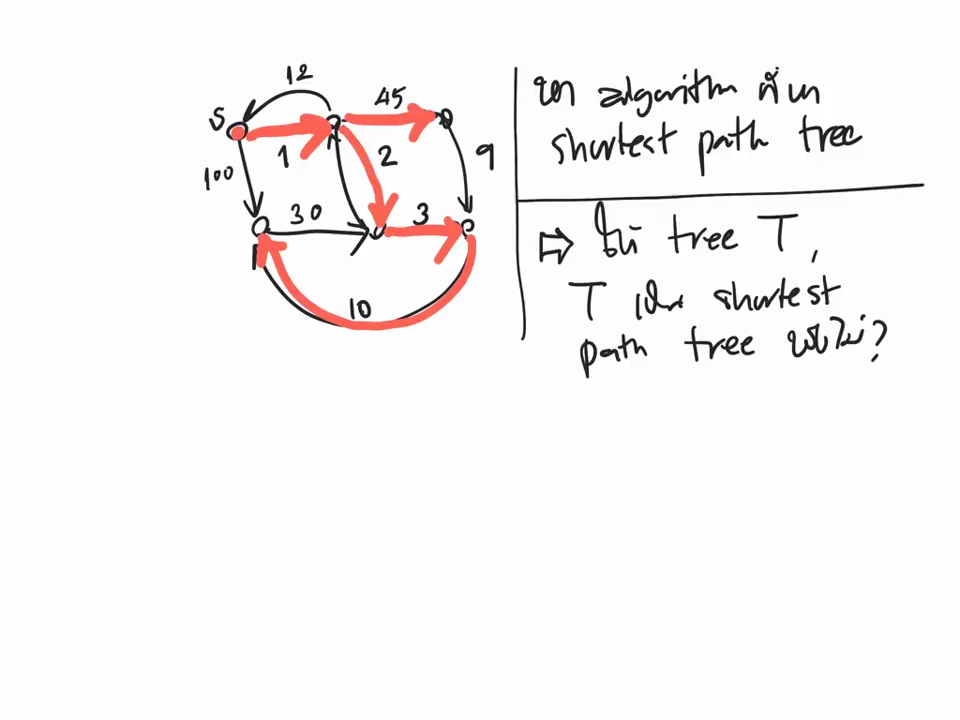 12
S
45
1
2
9
100
30
3
10
หา algorithm ที่หา
shortest path tree
⇨ ให้ tree T,
T เป็น shortest
path tree หรือไม่?